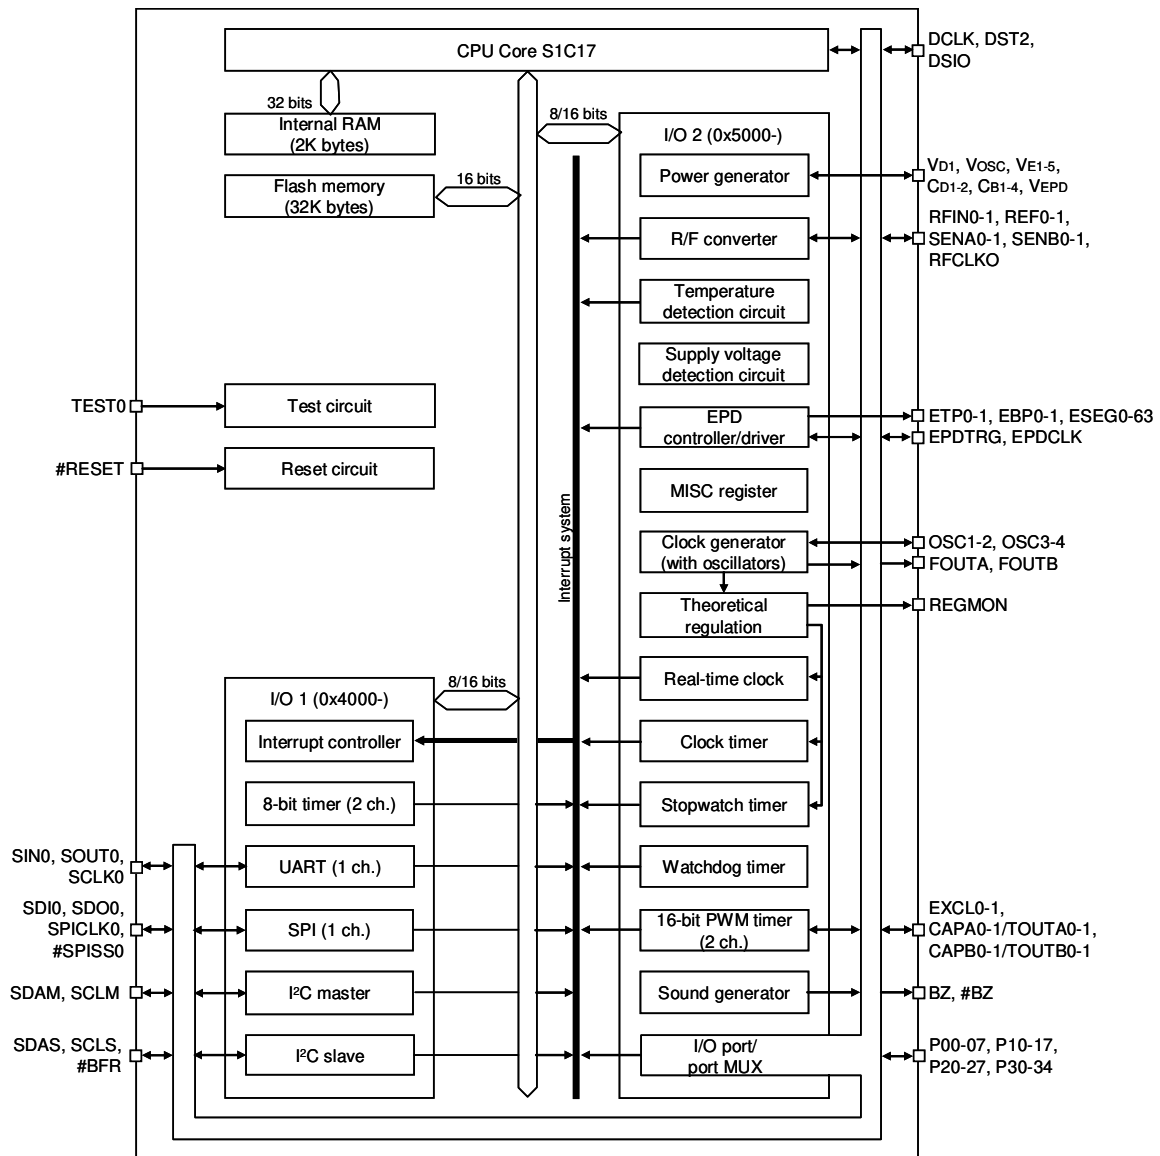 CPU Core S1C17
DCLK, DST2,
DSIO
32 bits
Internal RAM
(2K bytes)
8/16 bits
I/O 2 (0x5000-)
Flash memory
(32K bytes)
16 bits
Power generator
VD1, VOSC, VE1-5,
CD1-2, CB1-4, VEPD
R/F converter
RFIN0-1, REF0-1,
SENA0-1, SENB0-1,
RFCLKO
Temperature
detection circuit
Supply voltage
detection circuit
TEST0
Test circuit
EPD
controller/driver
ETP0-1, EBP0-1, ESEG0-63
EPDTRG, EPDCLK
#RESET
Reset circuit
MISC register
Interrupt system
Clock generator
(with oscillators)
OSC1-2, OSC3-4
FOUTA, FOUTB
Theoretical
regulation
REGMON
Real-time clock
8/16 bits
I/O 1 (0x4000-)
Interrupt controller
Clock timer
8-bit timer (2 ch.)
Stopwatch timer
SIN0, SOUT0,
SCLK0
UART (1 ch.)
Watchdog timer
SDI0, SDO0,
SPICLK0,
#SPISS0
SPI (1 ch.)
16-bit PWM timer
(2 ch.)
EXCL0-1,
CAPA0-1/TOUTA0-1,
CAPB0-1/TOUTB0-1
SDAM, SCLM
I²C master
Sound generator
BZ, #BZ
SDAS, SCLS,
#BFR
I²C slave
I/O port/
port MUX
P00-07, P10-17,
P20-27, P30-34